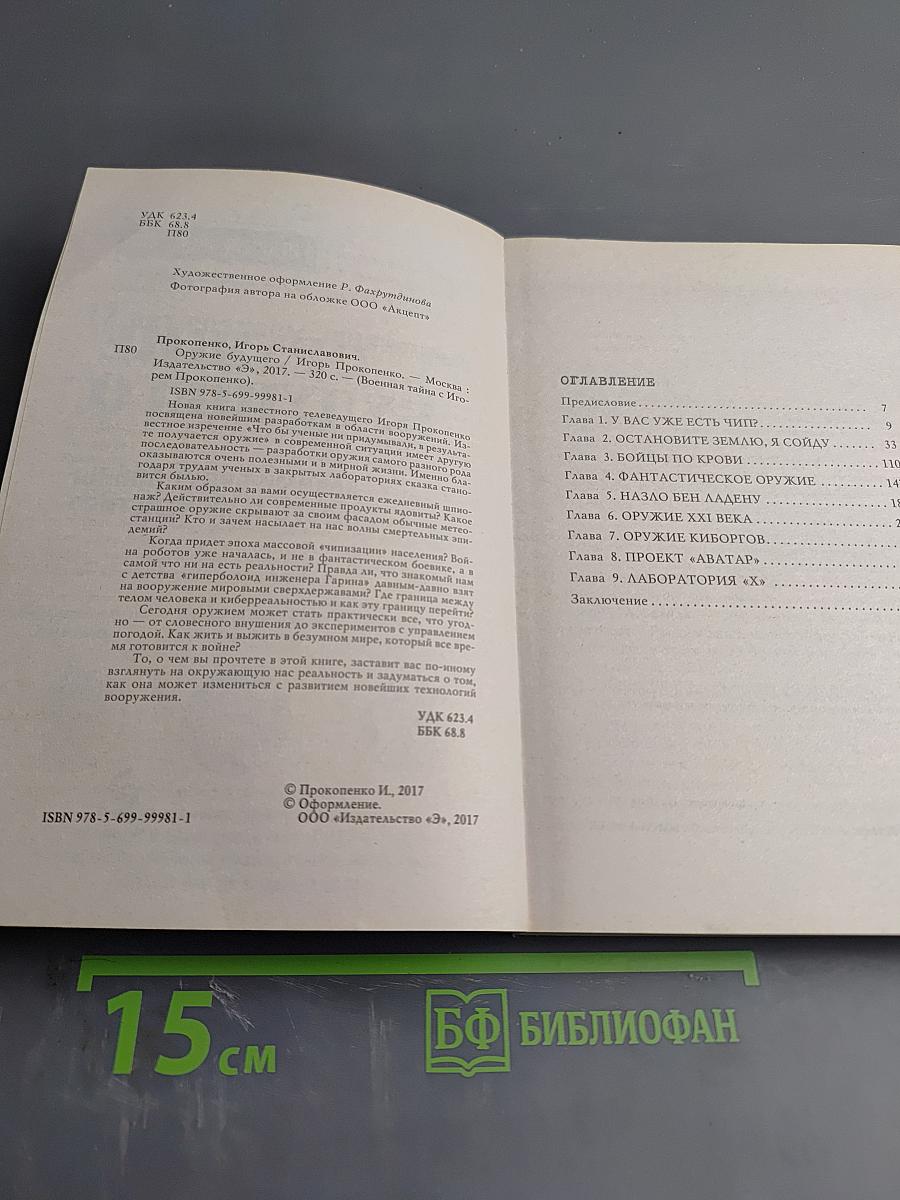 УДК 623.4
ББК 68.8
П80
Художественное оформление Р. Фахрутдинова
Фотография автора на обложке ООО «Акцепт»
Прокопенко, Игорь Станиславович.
П80 Оружие будущего / Игорь Прокопенко. — Москва :
Издательство «Э», 2017. — 320 с. — (Военная тайна с Иго-
рем Прокопенко).
ISBN 978-5-699-99981-1
Новая книга известного телеведущего Игоря Прокопенко
посвящена новейшим разработкам в области вооружений. Из-
вестное изречение «Что бы ученые ни придумывали, в результа-
те получается оружие» в современной ситуации имеет другую
последовательность — разработки оружия самого разного рода
оказываются очень полезными и в мирной жизни. Именно бла-
годаря трудам ученых в закрытых лабораториях сказка стано-
вится былью.
Каким образом за вами осуществляется ежедневный шпио-
наж? Действительно ли современные продукты ядовиты? Какое
страшное оружие скрывают за своим фасадом обычные метео-
станции? Кто и зачем насылает на нас волны смертельных эпи-
демий?
Когда придет эпоха массовой «чипизации» населения? Вой-
на роботов уже началась, и не в фантастическом боевике, а в
самой что ни на есть реальности? Правда ли, что знакомый нам
с детства «гиперболоид инженера Гарина» давным-давно взят
на вооружение мировыми сверхдержавами? Где граница между
телом человека и киберреальностью и как эту границу перейти?
Сегодня оружием может стать практически все, что угод-
но — от словесного внушения до экспериментов с управлением
погодой. Как жить и выжить в безумном мире, который все вре-
мя готовится к войне?
То, о чем вы прочтете в этой книге, заставит вас по-иному
взглянуть на окружающую нас реальность и задуматься о том,
как она может измениться с развитием новейших технологий
вооружения.
УДК 623.4
ББК 68.8
© Прокопенко И., 2017
© Оформление.
ISBN 978-5-699-99981-1 ООО «Издательство «Э», 2017
ОГЛАВЛЕНИЕ
Предисловие . . . . . . . . . . . . . . . . . . . . 7
Глава 1. У ВАС УЖЕ ЕСТЬ ЧИП? . . . . . . . . . . 9
Глава 2. ОСТАНОВИТЕ ЗЕМЛЮ, Я СОЙДУ . . . . . . . 33
Глава 3. БОЙЦЫ ПО КРОВИ . . . . . . . . . . . . 110
Глава 4. ФАНТАСТИЧЕСКОЕ ОРУЖИЕ . . . . . . . 14
Глава 5. НАЗЛО БЕН ЛАДЕНУ . . . . . . . . . . . 18
Глава 6. ОРУЖИЕ XXI ВЕКА . . . . . . . . . . . . 2
Глава 7. ОРУЖИЕ КИБОРГОВ . . . . . . . . . . .
Глава 8. ПРОЕКТ «АВАТАР» . . . . . . . . . . . .
Глава 9. ЛАБОРАТОРИЯ «X» . . . . . . . . . . .
Заключение . . . . . . . . . . . . . . . . . . . .
15 см
БФ БИБЛИОФАН